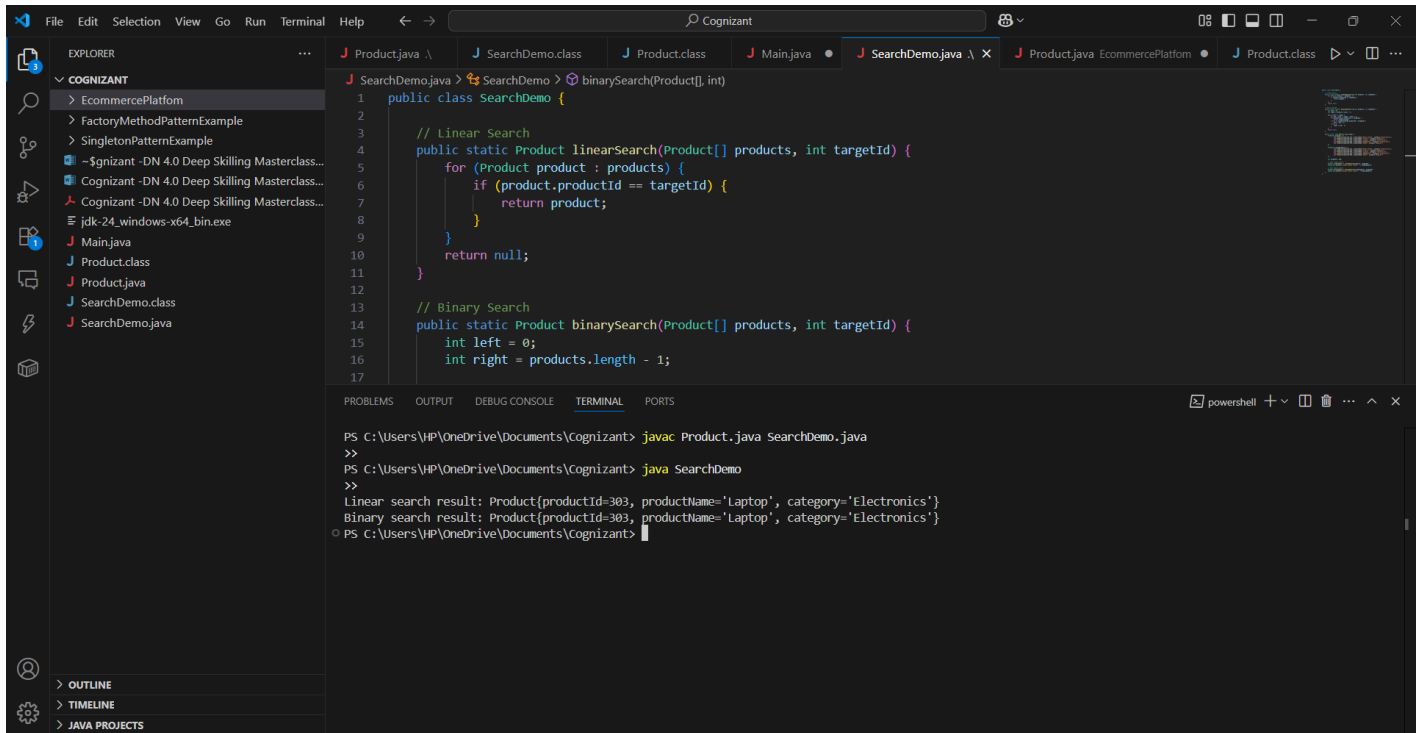 File Edit Selection View Go Run Terminal Help
Cognizant
EXPLORER
COGNIZANT
EcommercePlatfom
FactoryMethodPatternExample
SingletonPatternExample
~$gnizant -DN 4.0 Deep Skilling Masterclass...
Cognizant -DN 4.0 Deep Skilling Masterclass...
Cognizant -DN 4.0 Deep Skilling Masterclass...
jdk-24_windows-x64_bin.exe
Main.java
Product.class
Product.java
SearchDemo.class
SearchDemo.java
OUTLINE
TIMELINE
JAVA PROJECTS
3
1
Product.java .\ SearchDemo.class Product.class Main.java SearchDemo.java .\ Product.java EcommercePlatfom Product.class
SearchDemo.java > SearchDemo > binarySearch(Product[], int)
1 public class SearchDemo {
2
3 // Linear Search
4 public static Product linearSearch(Product[] products, int targetId) {
5 for (Product product : products) {
6 if (product.productId == targetId) {
7 return product;
8 }
9 }
10 return null;
11 }
12
13 // Binary Search
14 public static Product binarySearch(Product[] products, int targetId) {
15 int left = 0;
16 int right = products.length - 1;
17
PROBLEMS OUTPUT DEBUG CONSOLE TERMINAL PORTS
powershell
PS C:\Users\HP\OneDrive\Documents\Cognizant> javac Product.java SearchDemo.java
>>
PS C:\Users\HP\OneDrive\Documents\Cognizant> java SearchDemo
>>
Linear search result: Product{productId=303, productName='Laptop', category='Electronics'}
Binary search result: Product{productId=303, productName='Laptop', category='Electronics'}
PS C:\Users\HP\OneDrive\Documents\Cognizant>